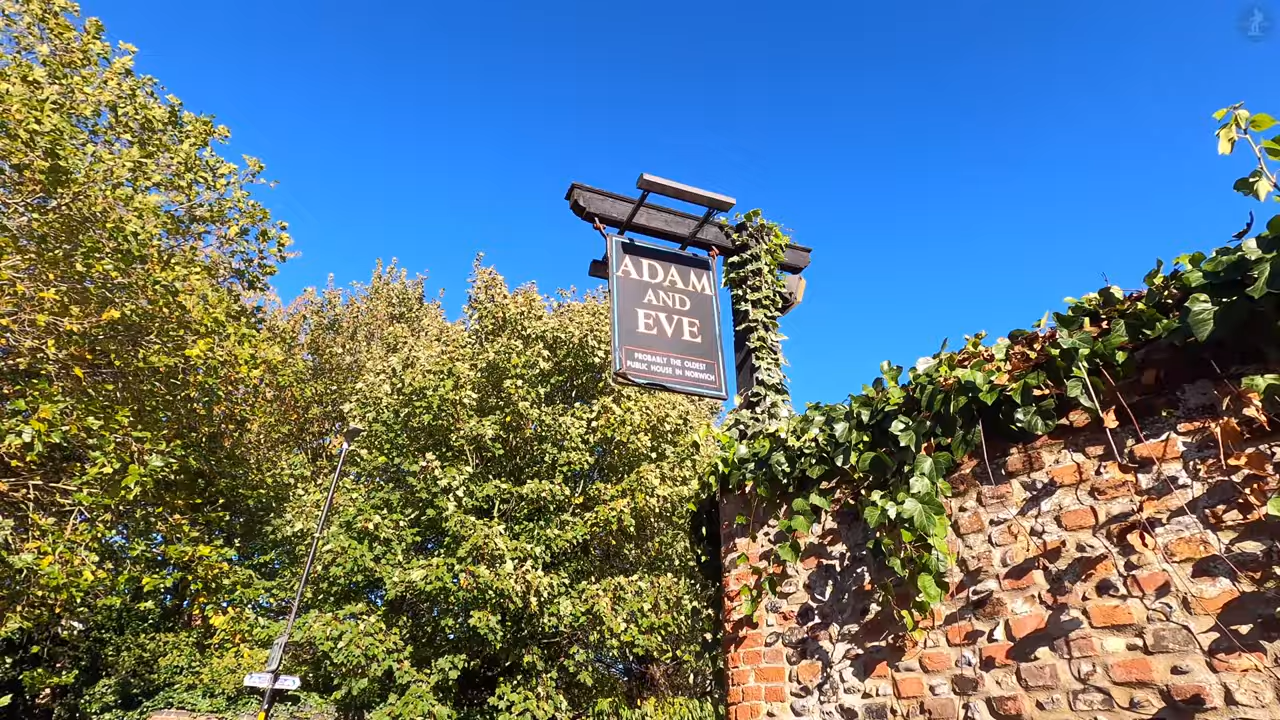 ADAM
AND
EVE
PROBABLY THE OLDEST
PUBLIC HOUSE IN NORWICH